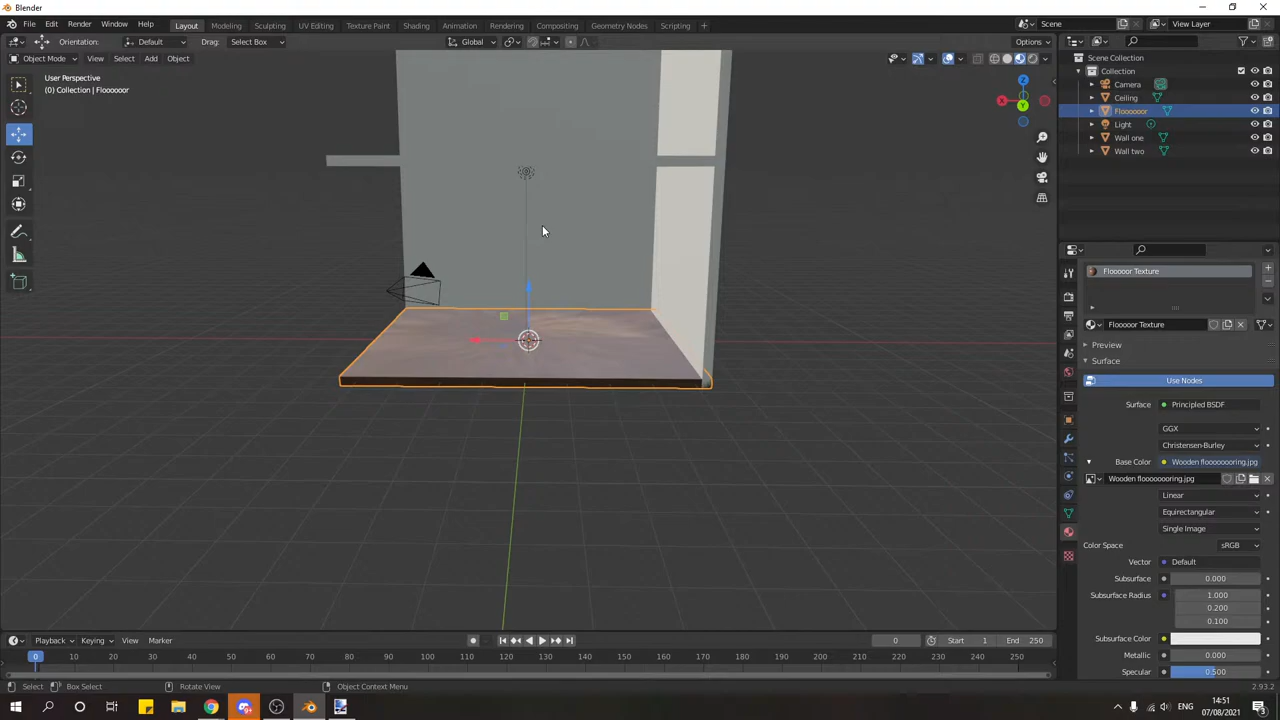 Blender
File Edit Render Window Help Layout Modeling Sculpting UV Editing Texture Paint Shading Animation Rendering Compositing Geometry Nodes Scripting + Scene View Layer
Orientation: Default Drag: Select Box Global Options
Object Mode View Select Add Object
User Perspective
(0) Collection | Floooooor
Z
Y
Scene Collection
Collection
Camera
Ceiling
Floooooor
Light
Wall one
Wall two
Flooooor Texture
Flooooor Texture
Preview
Surface
Use Nodes
Surface Principled BSDF
GGX
Christensen-Burley
Base Color Wooden flooooooring.jpg
Wooden flooooooring.jpg
Linear
Equirectangular
Single Image
Color Space sRGB
Vector Default
Subsurface 0.000
Subsurface Radius 1.000
0.200
0.100
Subsurface Color
Metallic 0.000
Specular 0.500
Playback Keying View Marker 0 Start 1 End 250
0 10 20 30 40 50 60 70 80 90 100 110 120 130 140 150 160 170 180 190 200 210 220 230 240 250
Select Box Select Rotate View Object Context Menu 2.93.2
ENG 14:51
07/08/2021